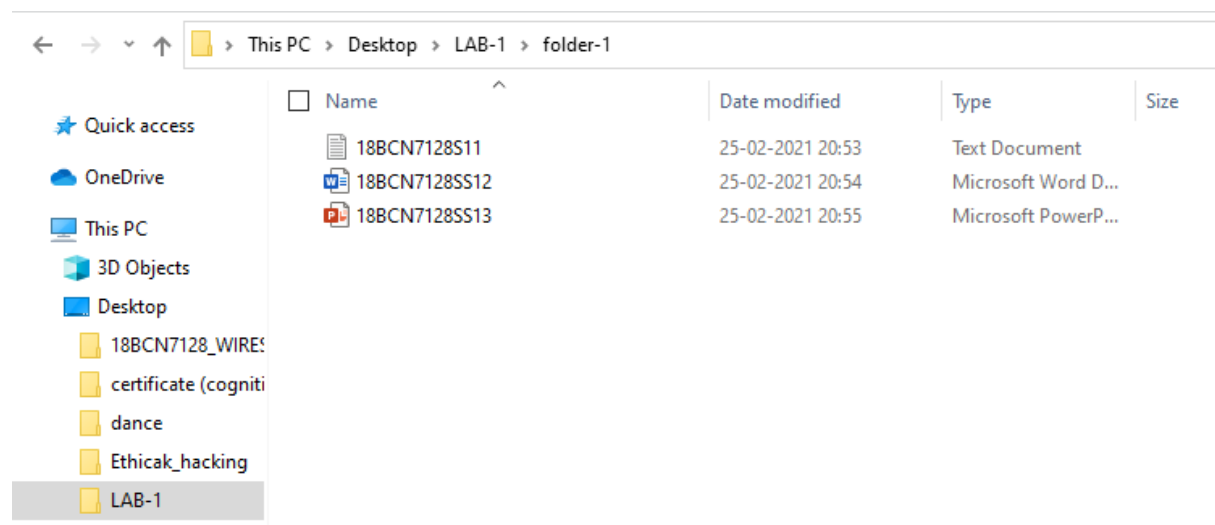 This PC > Desktop > LAB-1 > folder-1
Name Date modified Type Size
Quick access
OneDrive
This PC
3D Objects
Desktop
18BCN7128_WIRES
certificate (cogniti
dance
Ethicak_hacking
LAB-1
18BCN7128S11 25-02-2021 20:53 Text Document
18BCN7128SS12 25-02-2021 20:54 Microsoft Word D...
18BCN7128SS13 25-02-2021 20:55 Microsoft PowerP...